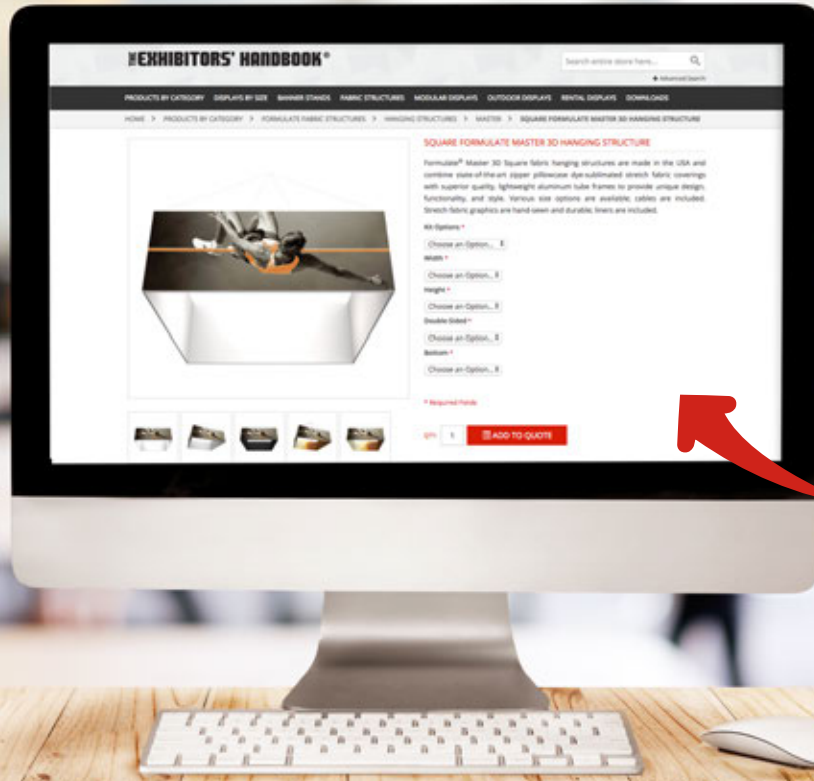 THE EXHIBITORS' HANDBOOK®
Search entire store here...
Advanced Search
PRODUCTS BY CATEGORY DISPLAYS BY SIZE BANNER STANDS FABRIC STRUCTURES MODULAR DISPLAYS OUTDOOR DISPLAYS RENTAL DISPLAYS DOWNLOADS
HOME > PRODUCTS BY CATEGORY > FORMULATE FABRIC STRUCTURES > HANGING STRUCTURES > MASTER > SQUARE FORMULATE MASTER 3D HANGING STRUCTURE
SQUARE FORMULATE MASTER 3D HANGING STRUCTURE
Formulate® Master 3D Square fabric hanging structures are made in the USA and
combine state-of-the-art zipper pillowcase dye-sublimated stretch fabric coverings
with superior quality, lightweight aluminum tube frames to provide unique design,
functionality, and style. Various size options are available; cables are included.
Stretch fabric graphics are hand-sewn and durable; liners are included.
Kit Options *
Choose an Option...
Width *
Choose an Option...
Height *
Choose an Option...
Double-Sided *
Choose an Option...
Bottom *
Choose an Option...
* Required Fields
QTY: 1 ADD TO QUOTE